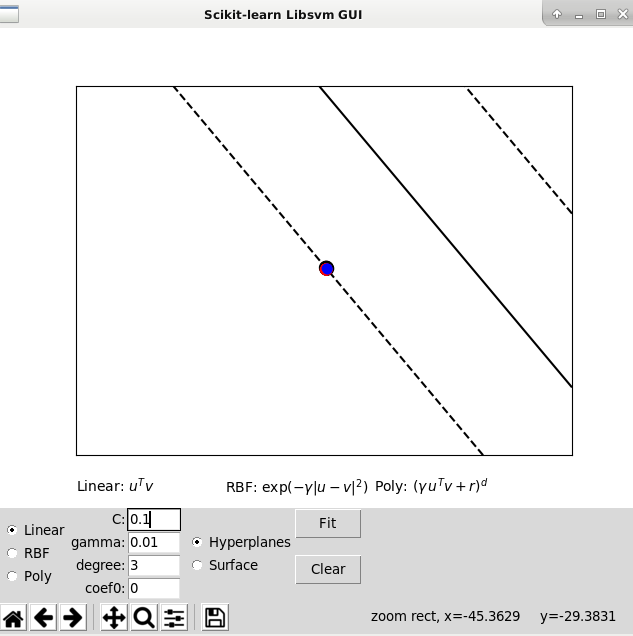 Scikit-learn Libsvm GUI
Linear: $u^T v$ RBF: $\exp(-\gamma|u-v|^2)$ Poly: $(\gamma u^T v + r)^d$
C: 0.1 Fit
Linear
gamma: 0.01 Hyperplanes
RBF
degree: 3 Surface Clear
Poly
coef0: 0
zoom rect, x=-45.3629 y=-29.3831